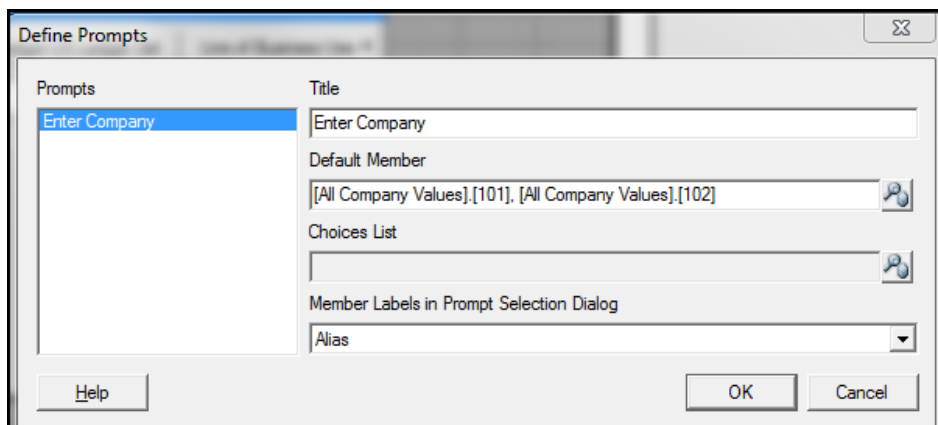 Define Prompts
Prompts
Enter Company
Title
Enter Company
Default Member
[All Company Values].[101], [All Company Values].[102]
Choices List
Member Labels in Prompt Selection Dialog
Alias
Help
OK
Cancel